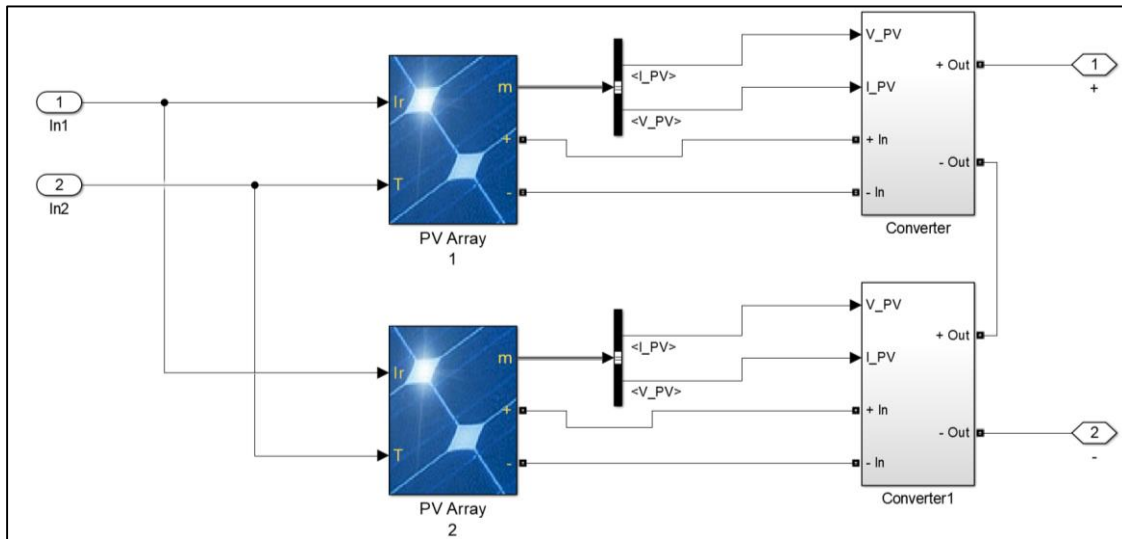 1
In1
2
In2
Ir
m
+
T
-
PV Array
1
<I_PV>
<V_PV>
V_PV
I_PV
+ In
- In
+ Out
- Out
Converter
1
+
Ir
m
+
T
-
PV Array
2
<I_PV>
<V_PV>
V_PV
I_PV
+ In
- In
+ Out
- Out
Converter1
2
-